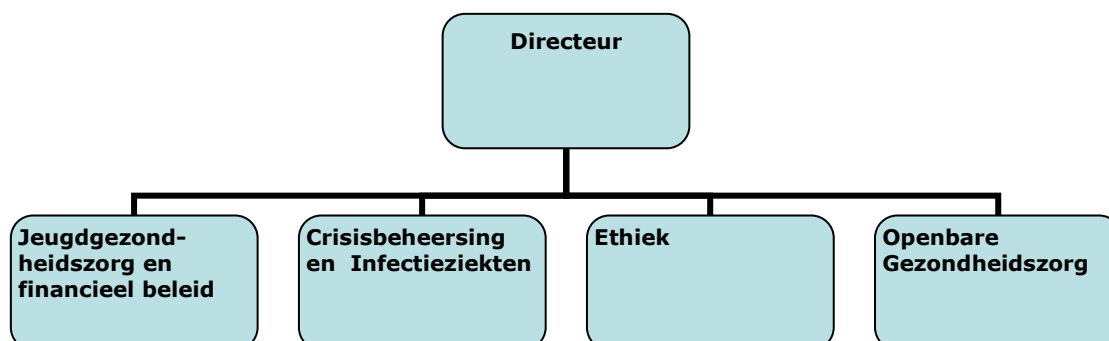 Directeur
Jeugdgezond-
heidszorg en
financieel beleid
Crisisbeheersing
en Infectieziekten
Ethiek
Openbare
Gezondheidszorg